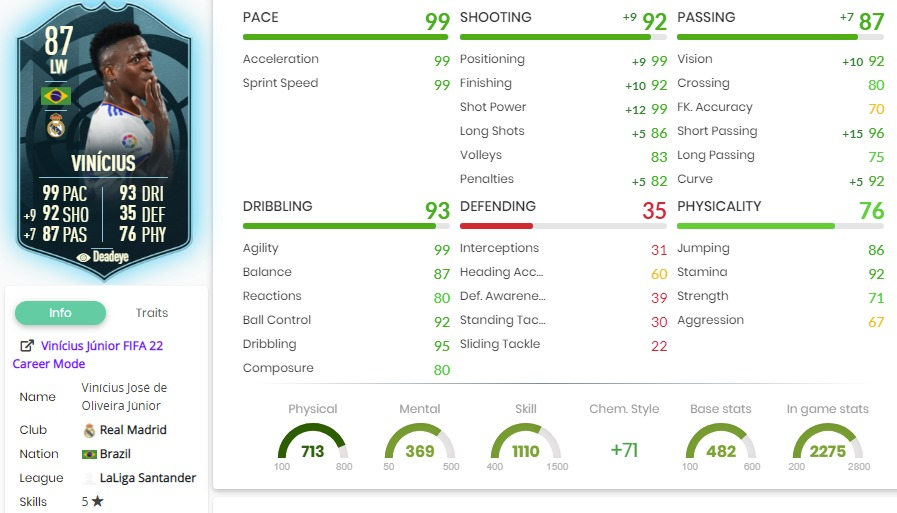 87
LW
VINÍCIUS
99 PAC 93 DRI
+9 92 SHO 35 DEF
+7 87 PAS 76 PHY
Deadeye
Info Traits
Vinícius Júnior FIFA 22
Career Mode
Name Vinícius José de
Oliveira Júnior
Club Real Madrid
Nation Brazil
League LaLiga Santander
Skills 5★
PACE 99
Acceleration 99
Sprint Speed 99
SHOOTING +9 92
Positioning +9 99
Finishing +10 92
Shot Power +12 99
Long Shots +5 86
Volleys 83
Penalties +5 82
PASSING +7 87
Vision +10 92
Crossing 80
FK. Accuracy 70
Short Passing +15 96
Long Passing 75
Curve +5 92
DRIBBLING 93
Agility 99
Balance 87
Reactions 80
Ball Control 92
Dribbling 95
Composure 80
DEFENDING 35
Interceptions 31
Heading Acc... 60
Def. Awarene... 39
Standing Tac... 30
Sliding Tackle 22
PHYSICALITY 76
Jumping 86
Stamina 92
Strength 71
Aggression 67
Physical Mental Skill Chem. Style Base stats In game stats
713 369 1110 +71 482 2275
100 800 50 500 400 1500 100 600 200 2800